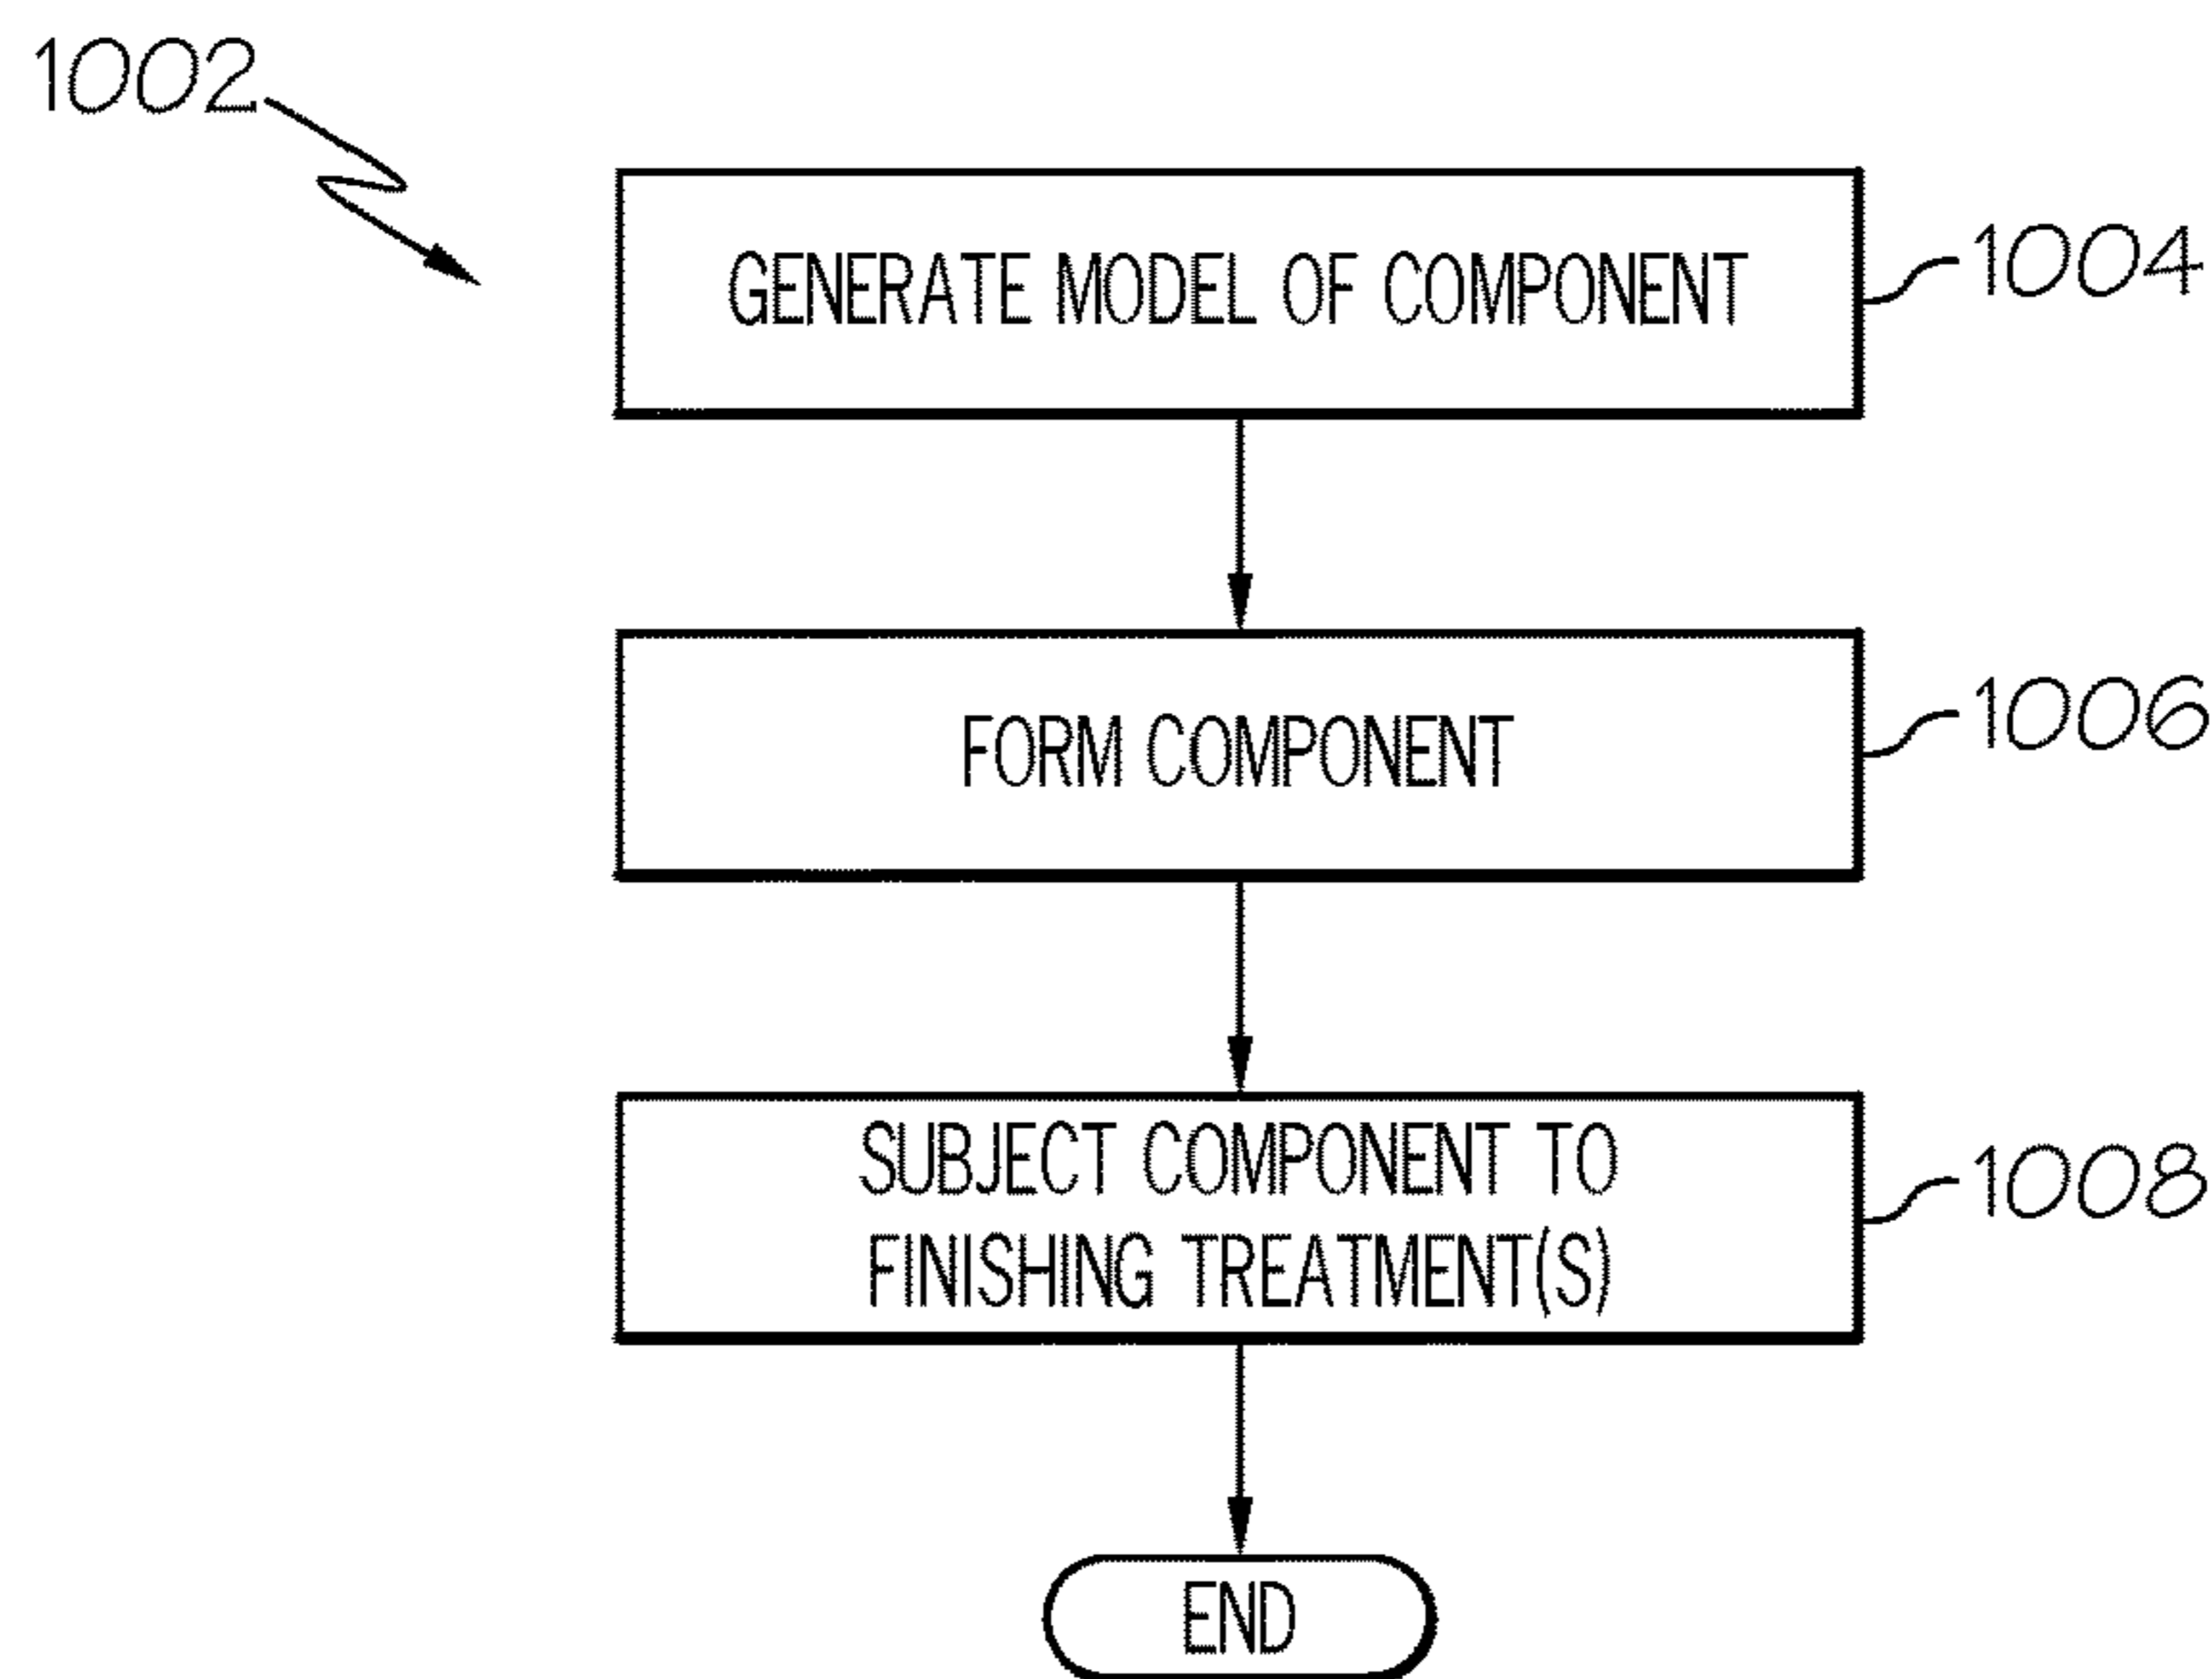 1002
GENERATE MODEL OF COMPONENT
1004
FORM COMPONENT
1006
SUBJECT COMPONENT TO
FINISHING TREATMENT(S)
1008
END